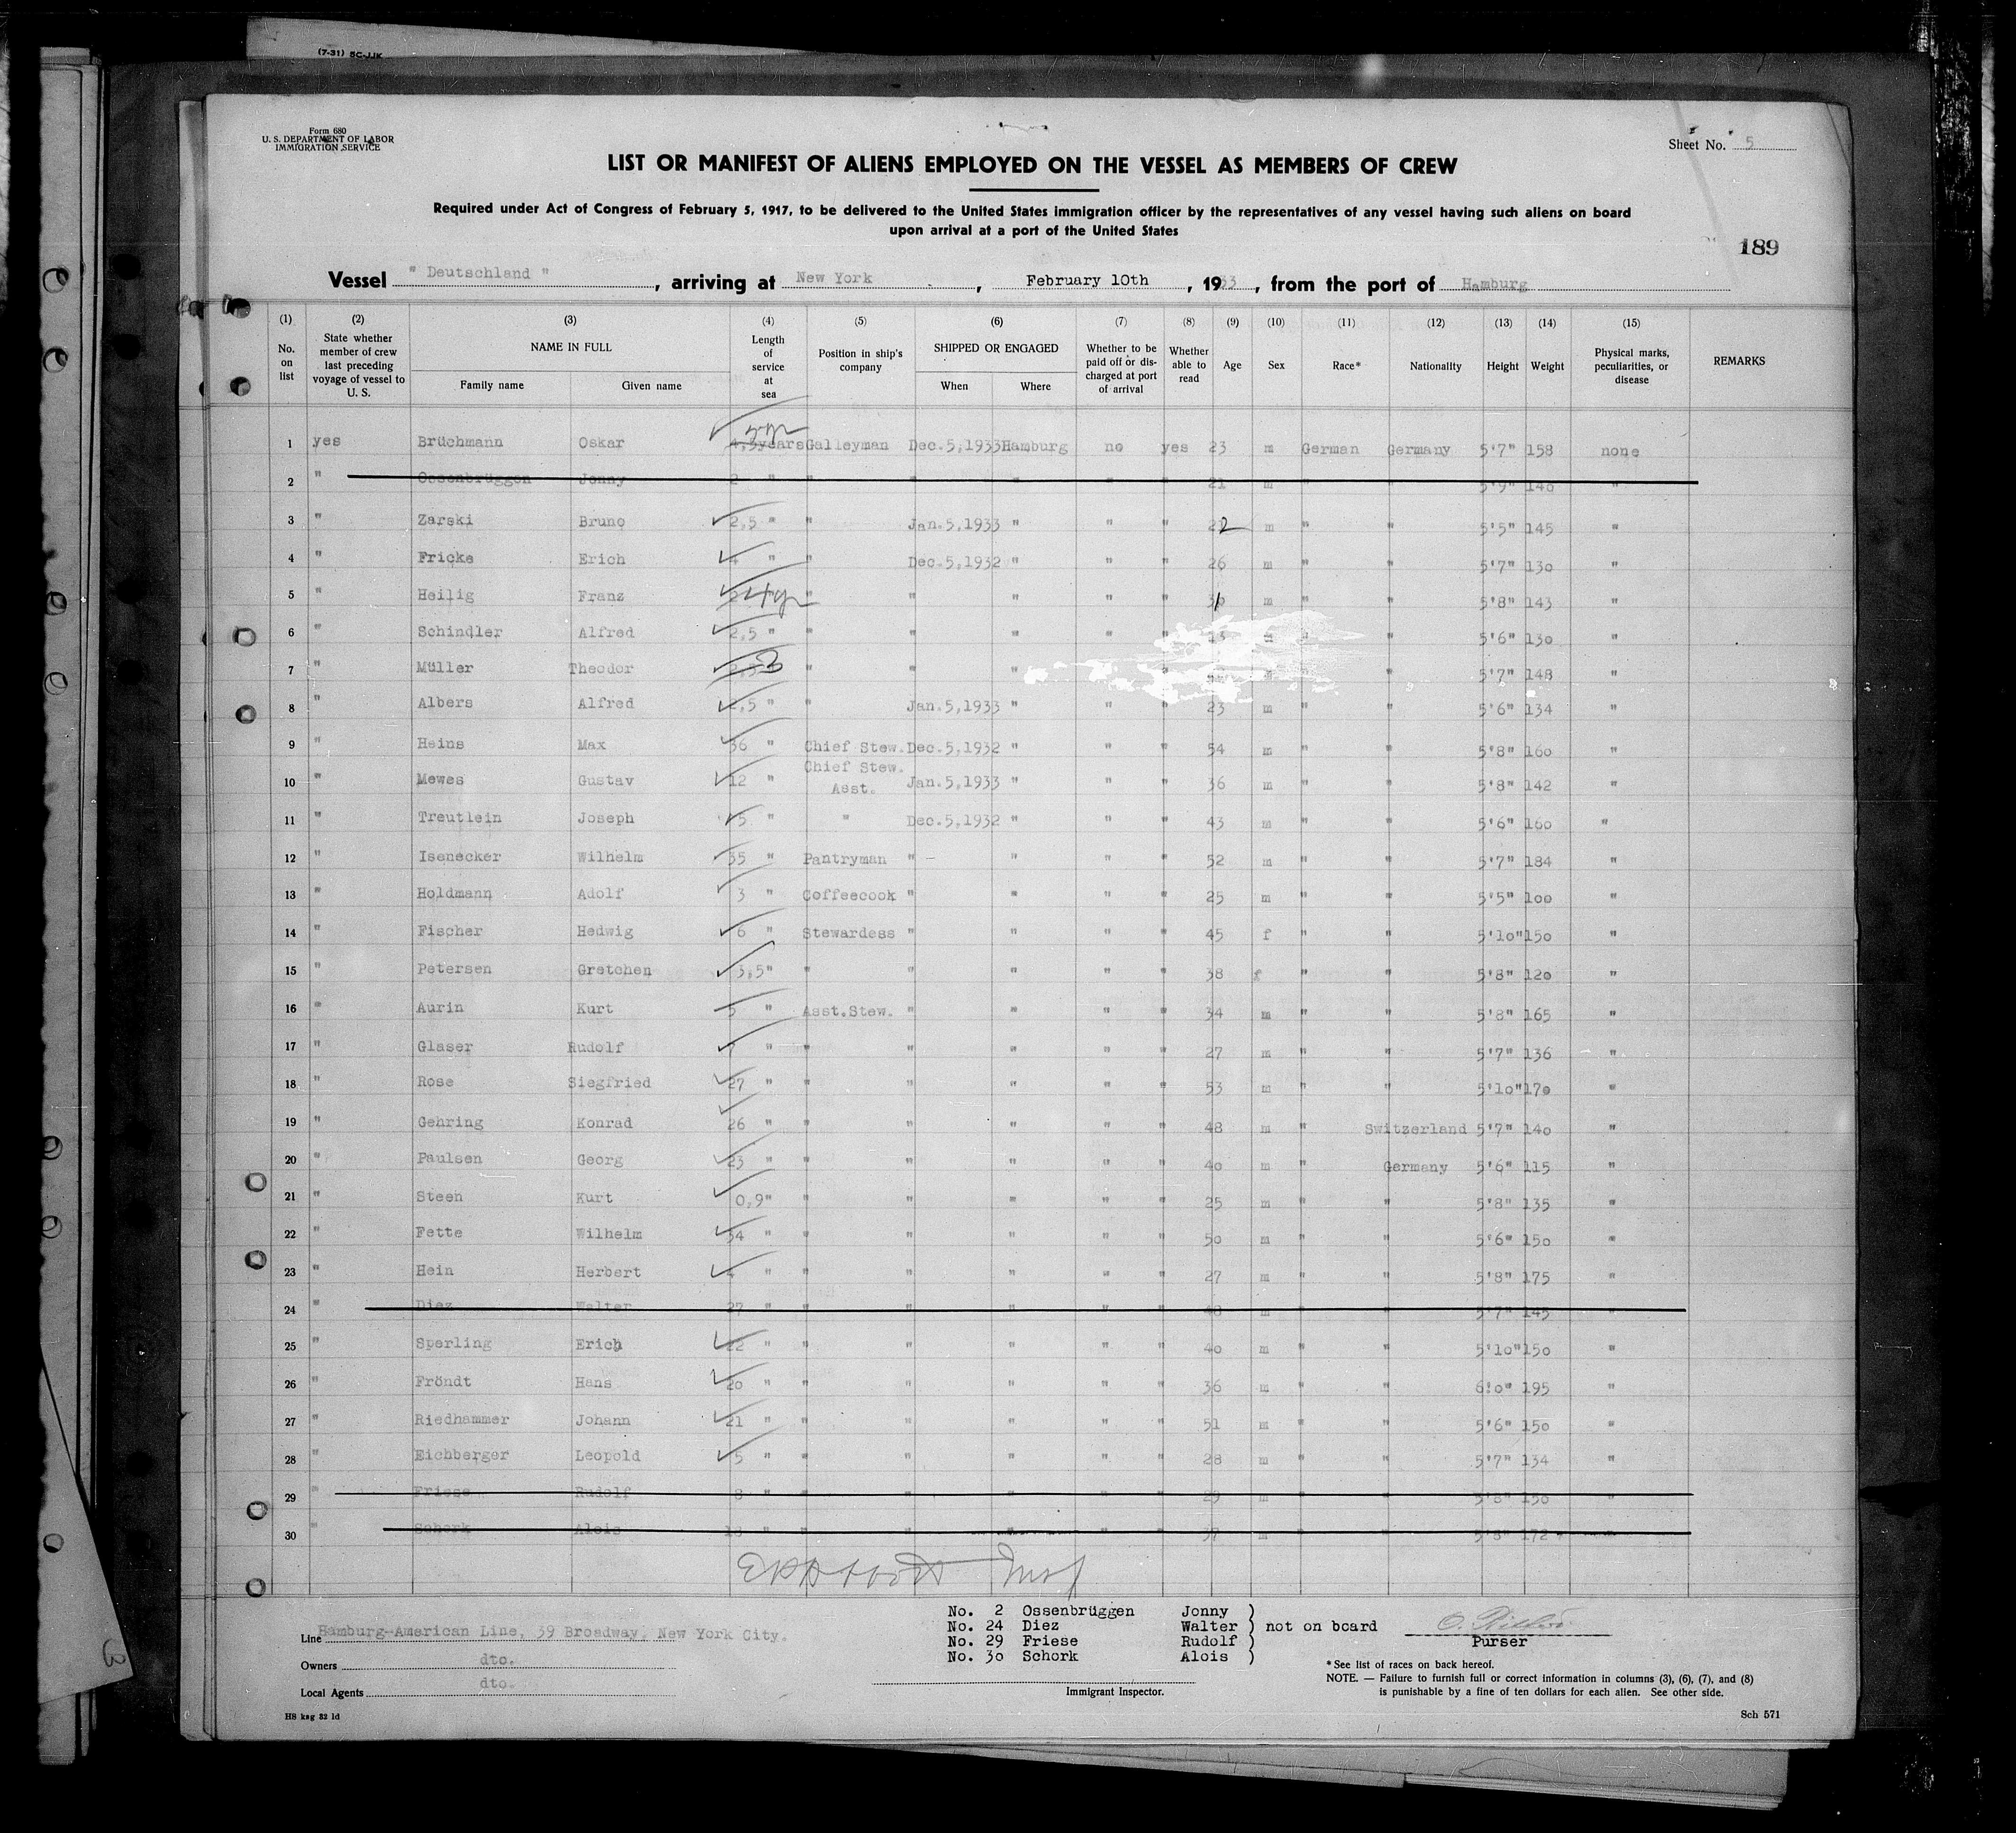 (7-31) 5C-JJK
Form 680
U. S. DEPARTMENT OF LABOR
IMMIGRATION SERVICE
Sheet No. 5
LIST OR MANIFEST OF ALIENS EMPLOYED ON THE VESSEL AS MEMBERS OF CREW
Required under Act of Congress of February 5, 1917, to be delivered to the United States immigration officer by the representatives of any vessel having such aliens on board
upon arrival at a port of the United States
189
Vessel " Deutschland ", arriving at New York, February 10th, 1933, from the port of Hamburg
(1) (2) (3) (4) (5) (6) (7) (8) (9) (10) (11) (12) (13) (14) (15)
No. on list State whether member of crew last preceding voyage of vessel to U. S. NAME IN FULL Family name Given name Length of service at sea Position in ship's company SHIPPED OR ENGAGED When Where Whether to be paid off or discharged at port of arrival Whether able to read Age Sex Race* Nationality Height Weight Physical marks, peculiarities, or disease REMARKS
1 yes Brüchmann Oskar 4,5years Galleyman Dec.5,1933 Hamburg no yes 23 m German Germany 5'7" 158 none
2 " Ossenbrüggen Jonny 2 " " " " " " 21 m " " 5'9" 140 "
3 " Zarski Bruno 2,5 " " Jan.5,1933 " " " 22 m " " 5'5" 145 "
4 " Fricke Erich " " Dec.5,1932 " " " 26 m " " 5'7" 130 "
5 " Heilig Franz 4y " " " " " " 31 m " " 5'8" 143 "
6 " Schindler Alfred 2,5 " " " " " " m " " 5'6" 130 "
7 " Müller Theodor 3 " " " " 5'7" 148 "
8 " Albers Alfred 2,5 " " Jan.5,1933 " " " 23 m " " 5'6" 134 "
9 " Heins Max 36 " Chief Stew. Dec.5,1932 " " " 54 m " " 5'8" 160 "
10 " Mewes Gustav 12 " Chief Stew. Asst. Jan.5,1933 " " " 36 m " " 5'8" 142 "
11 " Treutlein Joseph 5 " " Dec.5,1932 " " " 43 m " " 5'6" 160 "
12 " Isenecker Wilhelm 35 " Pantryman " " " " 52 m " " 5'7" 184 "
13 " Holdmann Adolf 3 " Coffeecook " " " " 25 m " " 5'5" 100 "
14 " Fischer Hedwig 6 " Stewardess " " " " 45 f " " 5'10" 150 "
15 " Petersen Gretchen 3,5" " " " " " 38 f " " 5'8" 120 "
16 " Aurin Kurt 5 " Asst.Stew. " " " " 34 m " " 5'8" 165 "
17 " Glaser Rudolf 7 " " " " " " 27 m " " 5'7" 136 "
18 " Rose Siegfried 27 " " " " " " 53 m " " 5'10" 170 "
19 " Gehring Konrad 26 " " " " " " 48 m " Switzerland 5'7" 140 "
20 " Paulsen Georg 23 " " " " " " 40 m " Germany 5'6" 115 "
21 " Steen Kurt 0,9" " " " " " 25 m " " 5'8" 135 "
22 " Fette Wilhelm 34 " " " " " " 50 m " " 5'6" 150 "
23 " Hein Herbert 4 " " " " " " 27 m " " 5'8" 175 "
24 " Diez Walter 27 " " " " " " 40 m " " 5'7" 145 "
25 " Sperling Erich 22 " " " " " " 40 m " " 5'10" 150 "
26 " Fröndt Hans 20 " " " " " " 36 m " " 6'0" 195 "
27 " Riedhammer Johann 21 " " " " " " 51 m " " 5'6" 150 "
28 " Eichberger Leopold 5 " " " " " " 28 m " " 5'7" 134 "
29 " Friese Rudolf 8 " " " " " " 29 m " " 5'8" 150 "
30 " Schork Alois 18 " " " " " " 37 m " " 5'8" 172 "
No. 2 Ossenbrüggen Jonny )
No. 24 Diez Walter ) not on board
No. 29 Friese Rudolf )
No. 30 Schork Alois )
Purser
Line Hamburg-American Line, 39 Broadway, New York City.
Owners dto.
Local Agents dto.
Immigrant Inspector.
* See list of races on back hereof.
NOTE. — Failure to furnish full or correct information in columns (3), (6), (7), and (8)
is punishable by a fine of ten dollars for each alien. See other side.
HS ksg 32 1d
Sch 571